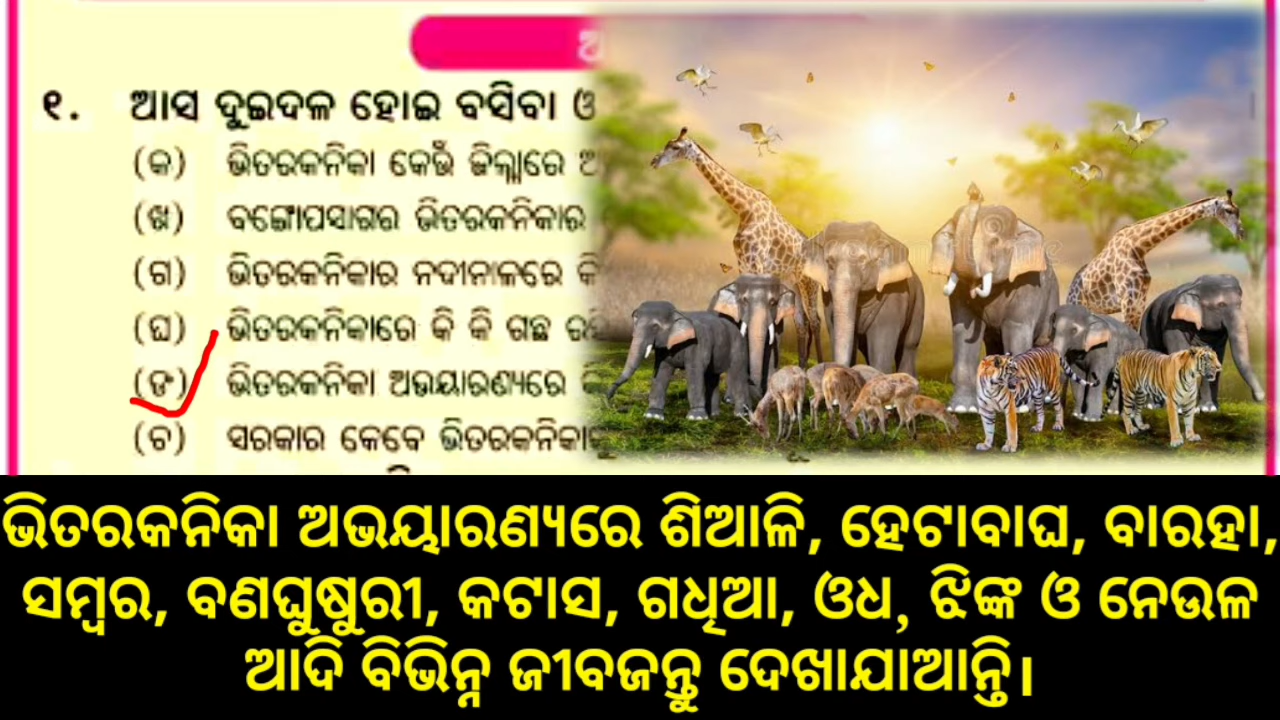 ୧. ଆସ ଦୁଇଦଳ ହୋଇ ବସିବା ଓ
(କ) ଭିତରକନିକା କେଉଁ ଜିଲ୍ଲାରେ
(ଖ) ବଙ୍ଗୋପସାଗର ଭିତରକନିକାର
(ଗ) ଭିତରକନିକାର ନଦୀନାଳରେ କି
(ଘ) ଭିତରକନିକାରେ କି କି ଗଛ
(ଙ) ଭିତରକନିକା ଅଭୟାରଣ୍ୟରେ
(ଚ) ସରକାର କେବେ ଭିତରକନିକା
ଭିତରକନିକା ଅଭୟାରଣ୍ୟରେ ଶିଆଳି, ହେଟାବାଘ, ବାରହା,
ସମ୍ବର, ବଣଘୁଷୁରୀ, କଟାସ, ଗଧିଆ, ଓଧ, ଝିଙ୍କ ଓ ନେଉଳ
ଆଦି ବିଭିନ୍ନ ଜୀବଜନ୍ତୁ ଦେଖାଯାଆନ୍ତି।